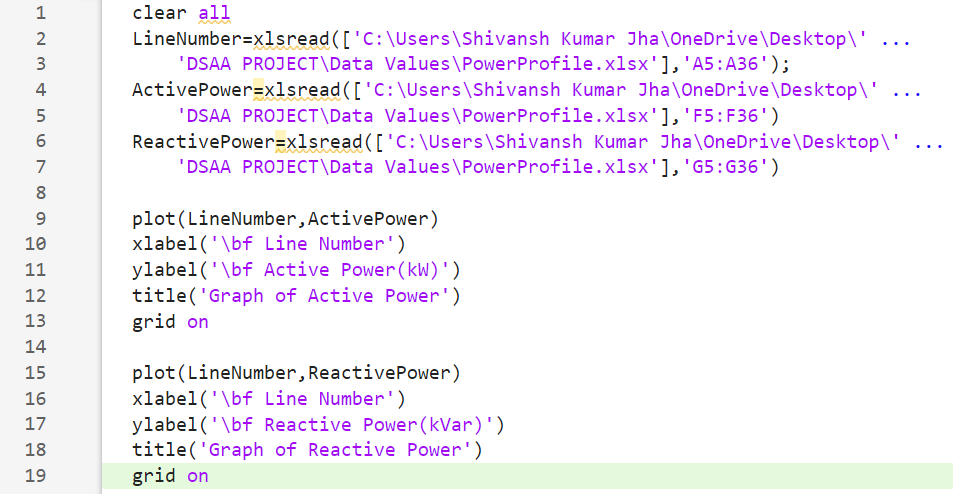 1 clear all
2 LineNumber=xlsread(['C:\Users\Shivansh Kumar Jha\OneDrive\Desktop\' ...
3 'DSAA PROJECT\Data Values\PowerProfile.xlsx'],'A5:A36');
4 ActivePower=xlsread(['C:\Users\Shivansh Kumar Jha\OneDrive\Desktop\' ...
5 'DSAA PROJECT\Data Values\PowerProfile.xlsx'],'F5:F36')
6 ReactivePower=xlsread(['C:\Users\Shivansh Kumar Jha\OneDrive\Desktop\' ...
7 'DSAA PROJECT\Data Values\PowerProfile.xlsx'],'G5:G36')
8
9 plot(LineNumber,ActivePower)
10 xlabel('\bf Line Number')
11 ylabel('\bf Active Power(kW)')
12 title('Graph of Active Power')
13 grid on
14
15 plot(LineNumber,ReactivePower)
16 xlabel('\bf Line Number')
17 ylabel('\bf Reactive Power(kVar)')
18 title('Graph of Reactive Power')
19 grid on